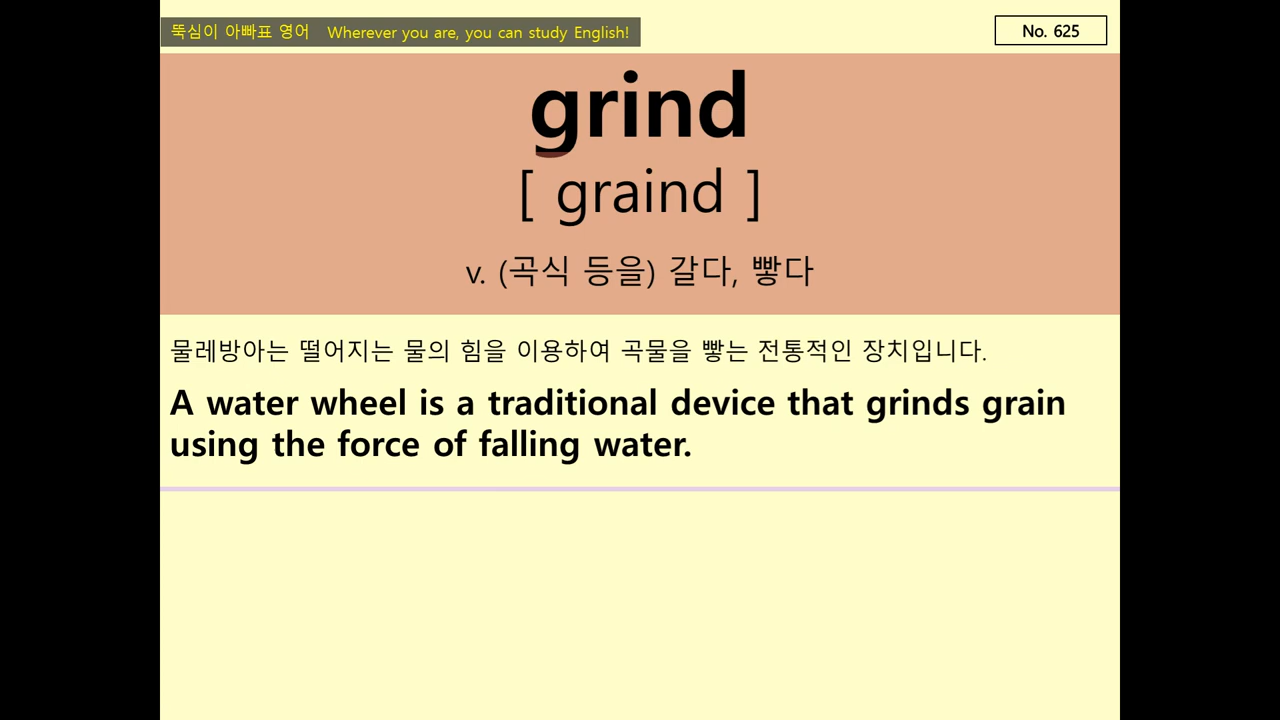 뚝심이 아빠표 영어 Wherever you are, you can study English!
No. 625
grind
[ graind ]
v. (곡식 등을) 갈다, 빻다
물레방아는 떨어지는 물의 힘을 이용하여 곡물을 빻는 전통적인 장치입니다.
A water wheel is a traditional device that grinds grain
using the force of falling water.